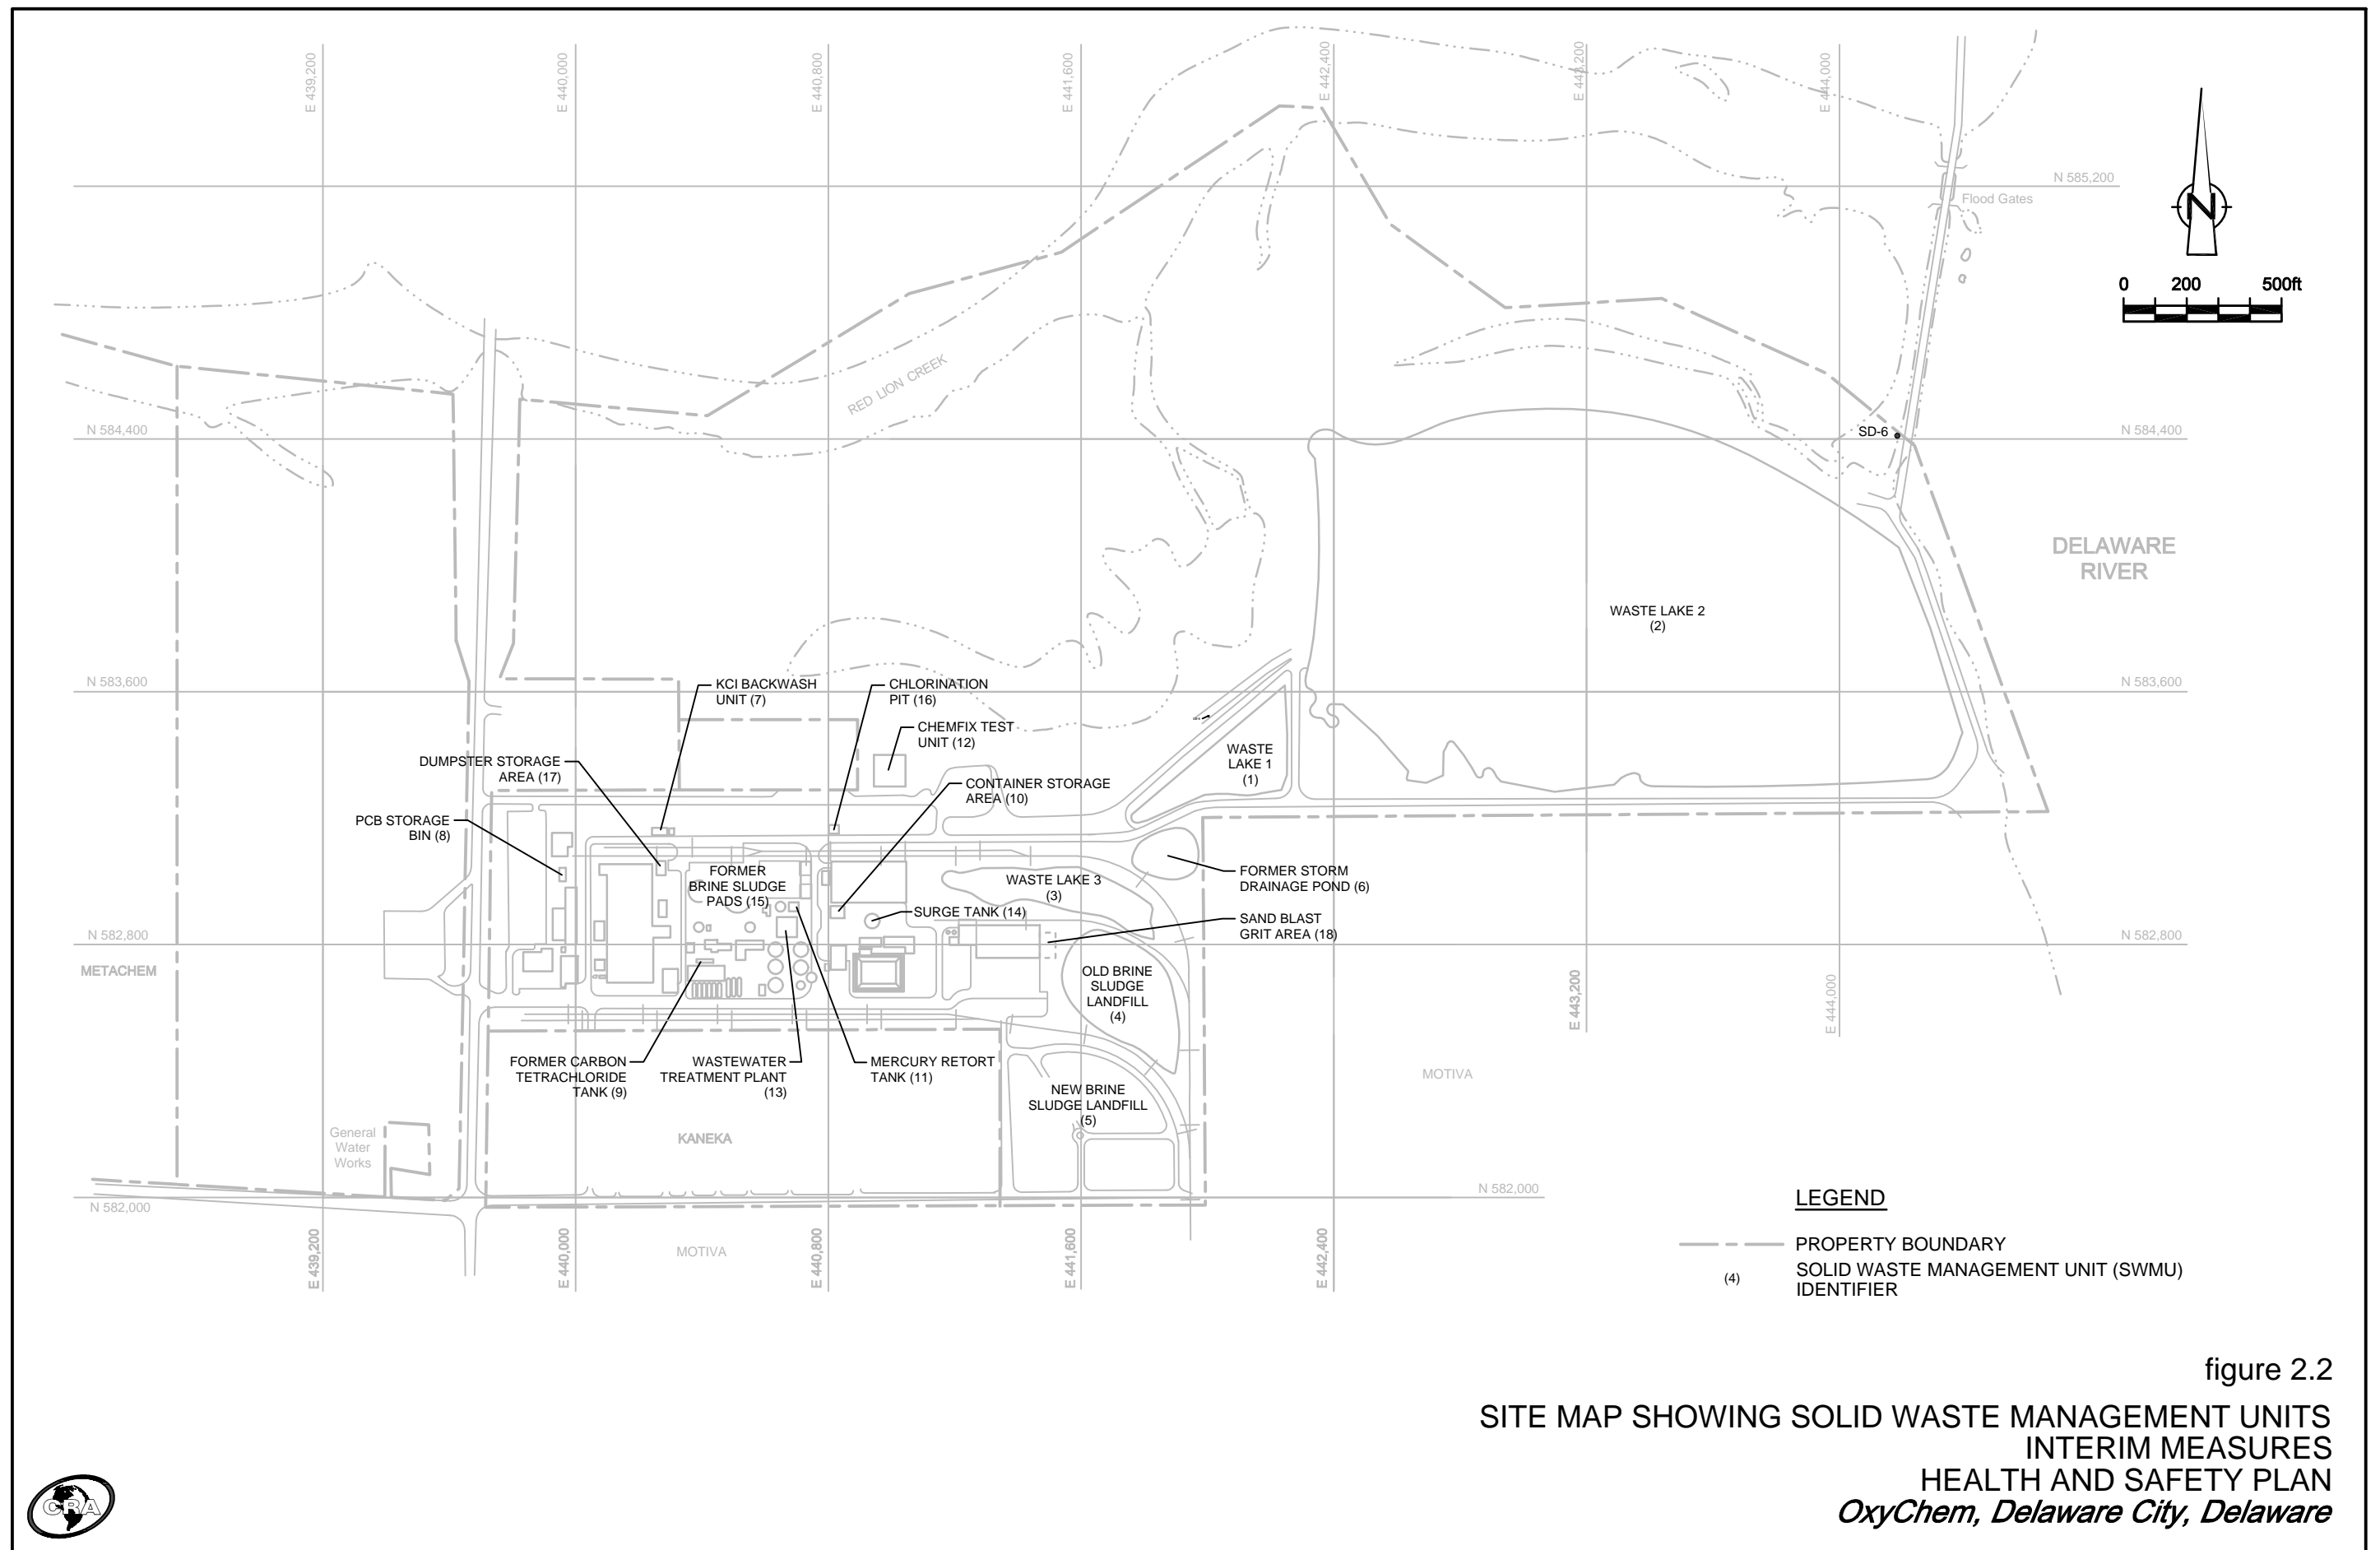 E 439,200
E 440,000
E 440,800
E 441,600
E 442,400
E 443,200
E 444,000
N 585,200
Flood Gates
N
0 200 500ft
RED LION CREEK
N 584,400
SD-6
N 584,400
DELAWARE
RIVER
WASTE LAKE 2
(2)
N 583,600
N 583,600
KCI BACKWASH
UNIT (7)
CHLORINATION
PIT (16)
CHEMFIX TEST
UNIT (12)
DUMPSTER STORAGE
AREA (17)
CONTAINER STORAGE
AREA (10)
WASTE
LAKE 1
(1)
PCB STORAGE
BIN (8)
FORMER
BRINE SLUDGE
PADS (15)
WASTE LAKE 3
(3)
FORMER STORM
DRAINAGE POND (6)
SURGE TANK (14)
SAND BLAST
GRIT AREA (18)
N 582,800
N 582,800
METACHEM
OLD BRINE
SLUDGE
LANDFILL
(4)
E 443,200
E 444,000
FORMER CARBON
TETRACHLORIDE
TANK (9)
WASTEWATER
TREATMENT PLANT
(13)
MERCURY RETORT
TANK (11)
NEW BRINE
SLUDGE LANDFILL
(5)
MOTIVA
General
Water
Works
KANEKA
N 582,000
N 582,000
E 439,200
E 440,000
MOTIVA
E 440,800
E 441,600
E 442,400
LEGEND
PROPERTY BOUNDARY
(4) SOLID WASTE MANAGEMENT UNIT (SWMU)
IDENTIFIER
figure 2.2
SITE MAP SHOWING SOLID WASTE MANAGEMENT UNITS
INTERIM MEASURES
HEALTH AND SAFETY PLAN
OxyChem, Delaware City, Delaware
CRA